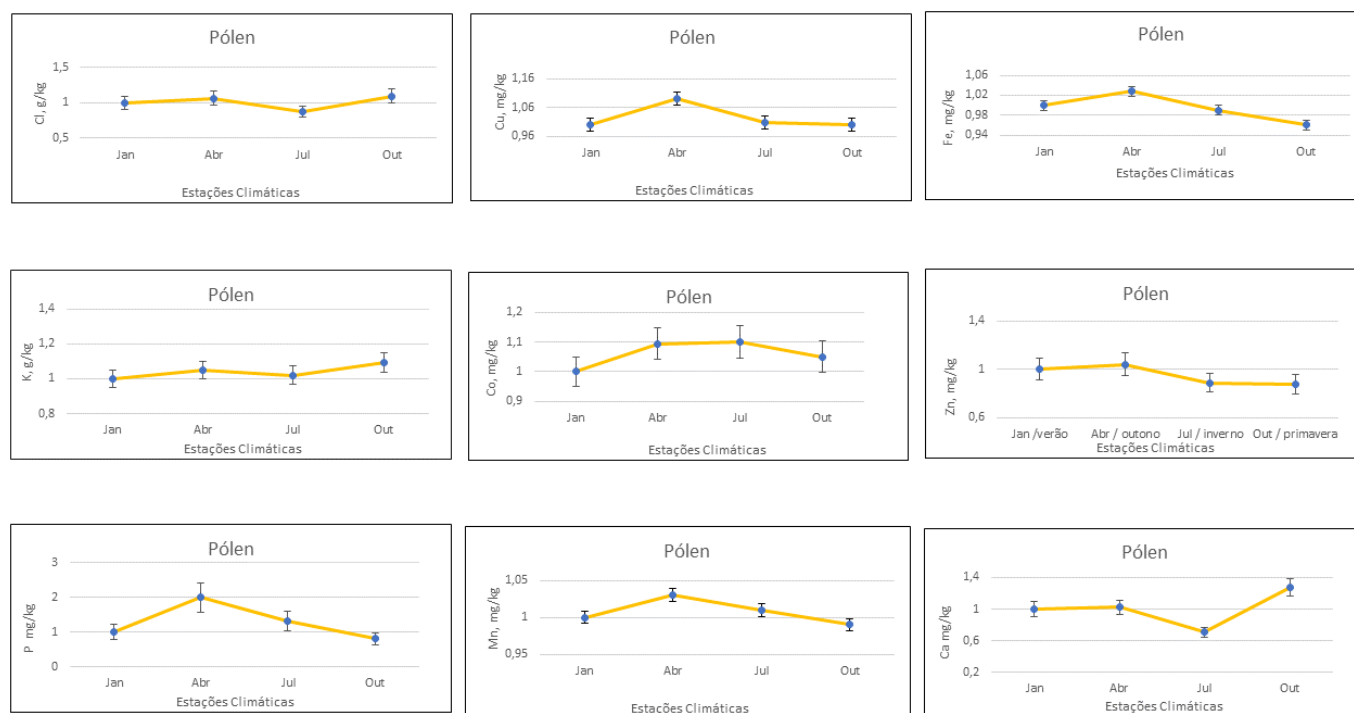 Pólen
Cl, g/kg
1,5
1
0,5
Jan Abr Jul Out
Estações Climáticas
Pólen
Cu, mg/kg
1,16
1,06
0,96
Jan Abr Jul Out
Estações Climáticas
Pólen
Fe, mg/kg
1,06
1,02
0,98
0,94
Jan Abr Jul Out
Estações Climáticas
Pólen
K, g/kg
1,4
1,2
1
0,8
Jan Abr Jul Out
Estações Climáticas
Pólen
Co, mg/kg
1,2
1,1
1
0,9
Jan Abr Jul Out
Estações Climáticas
Pólen
Zn, mg/kg
1,4
1
0,6
Jan /verão Abr / outono Jul / inverno Out / primavera
Estações Climáticas
Pólen
P mg/kg
3
2
1
0
Jan Abr Jul Out
Estações Climáticas
Pólen
Mn, mg/kg
1,05
1
0,95
Jan Abr Jul Out
Estações Climáticas
Pólen
Ca mg/kg
1,4
1
0,6
0,2
Jan Abr Jul Out
Estações Climáticas